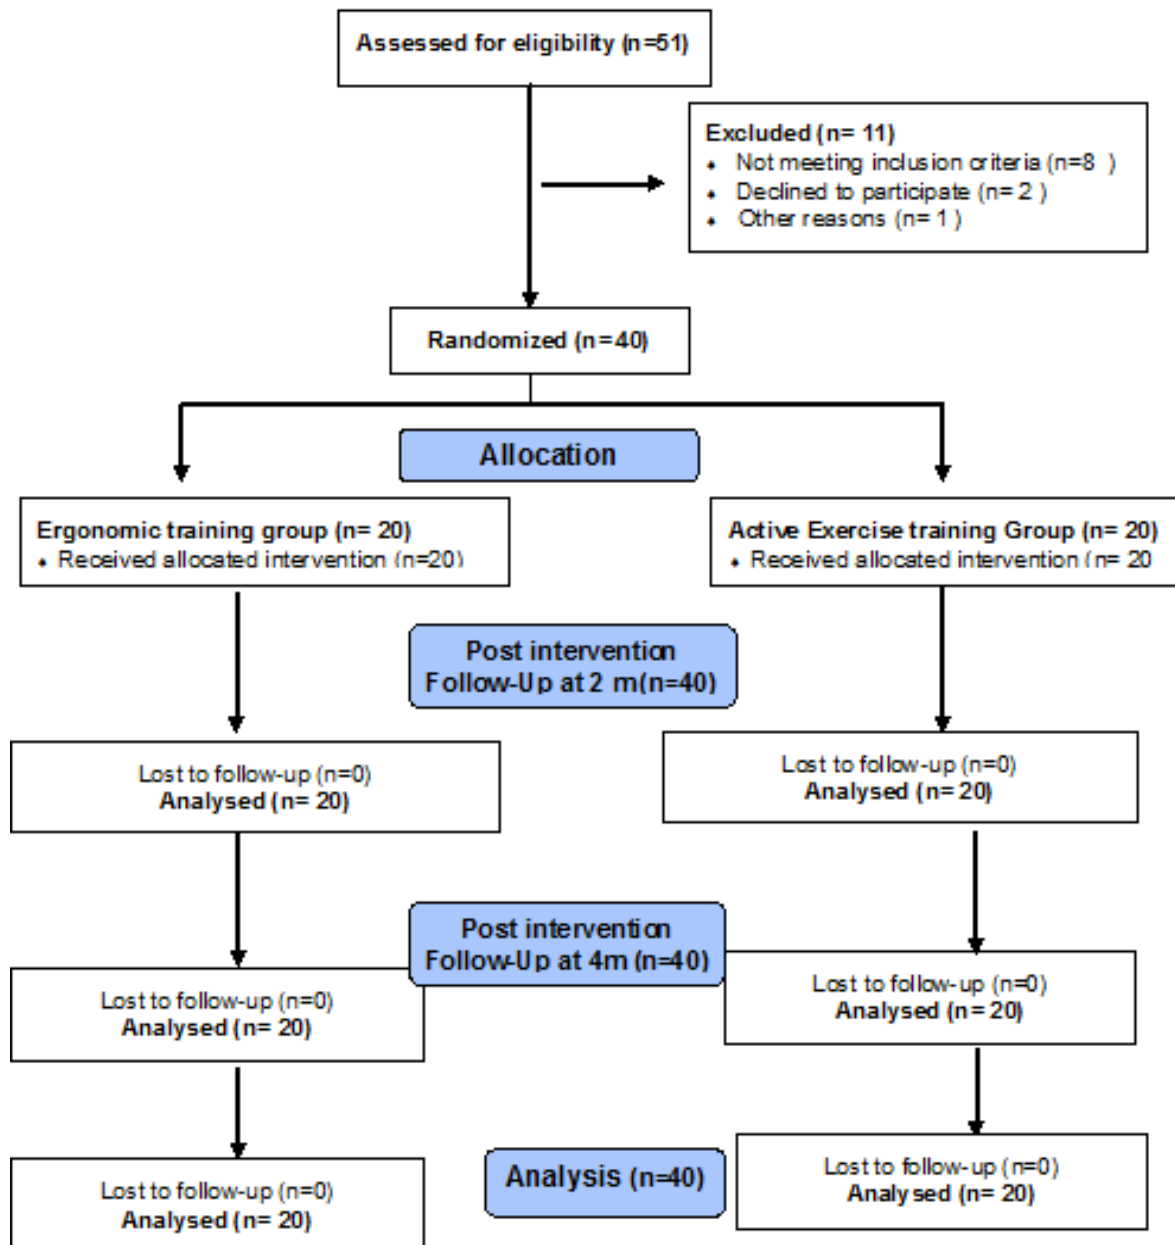 Assessed for eligibility (n=51)
Excluded (n= 11)
• Not meeting inclusion criteria (n=8 )
• Declined to participate (n= 2 )
• Other reasons (n= 1 )
Randomized (n= 40)
Allocation
Ergonomic training group (n= 20)
• Received allocated intervention (n=20)
Active Exercise training Group (n= 20)
• Received allocated intervention (n= 20
Post intervention
Follow-Up at 2 m(n=40)
Lost to follow-up (n=0)
Analysed (n= 20)
Lost to follow-up (n=0)
Analysed (n= 20)
Post intervention
Follow-Up at 4m (n=40)
Lost to follow-up (n=0)
Analysed (n= 20)
Lost to follow-up (n=0)
Analysed (n= 20)
Analysis (n=40)
Lost to follow-up (n=0)
Analysed (n= 20)
Lost to follow-up (n=0)
Analysed (n= 20)